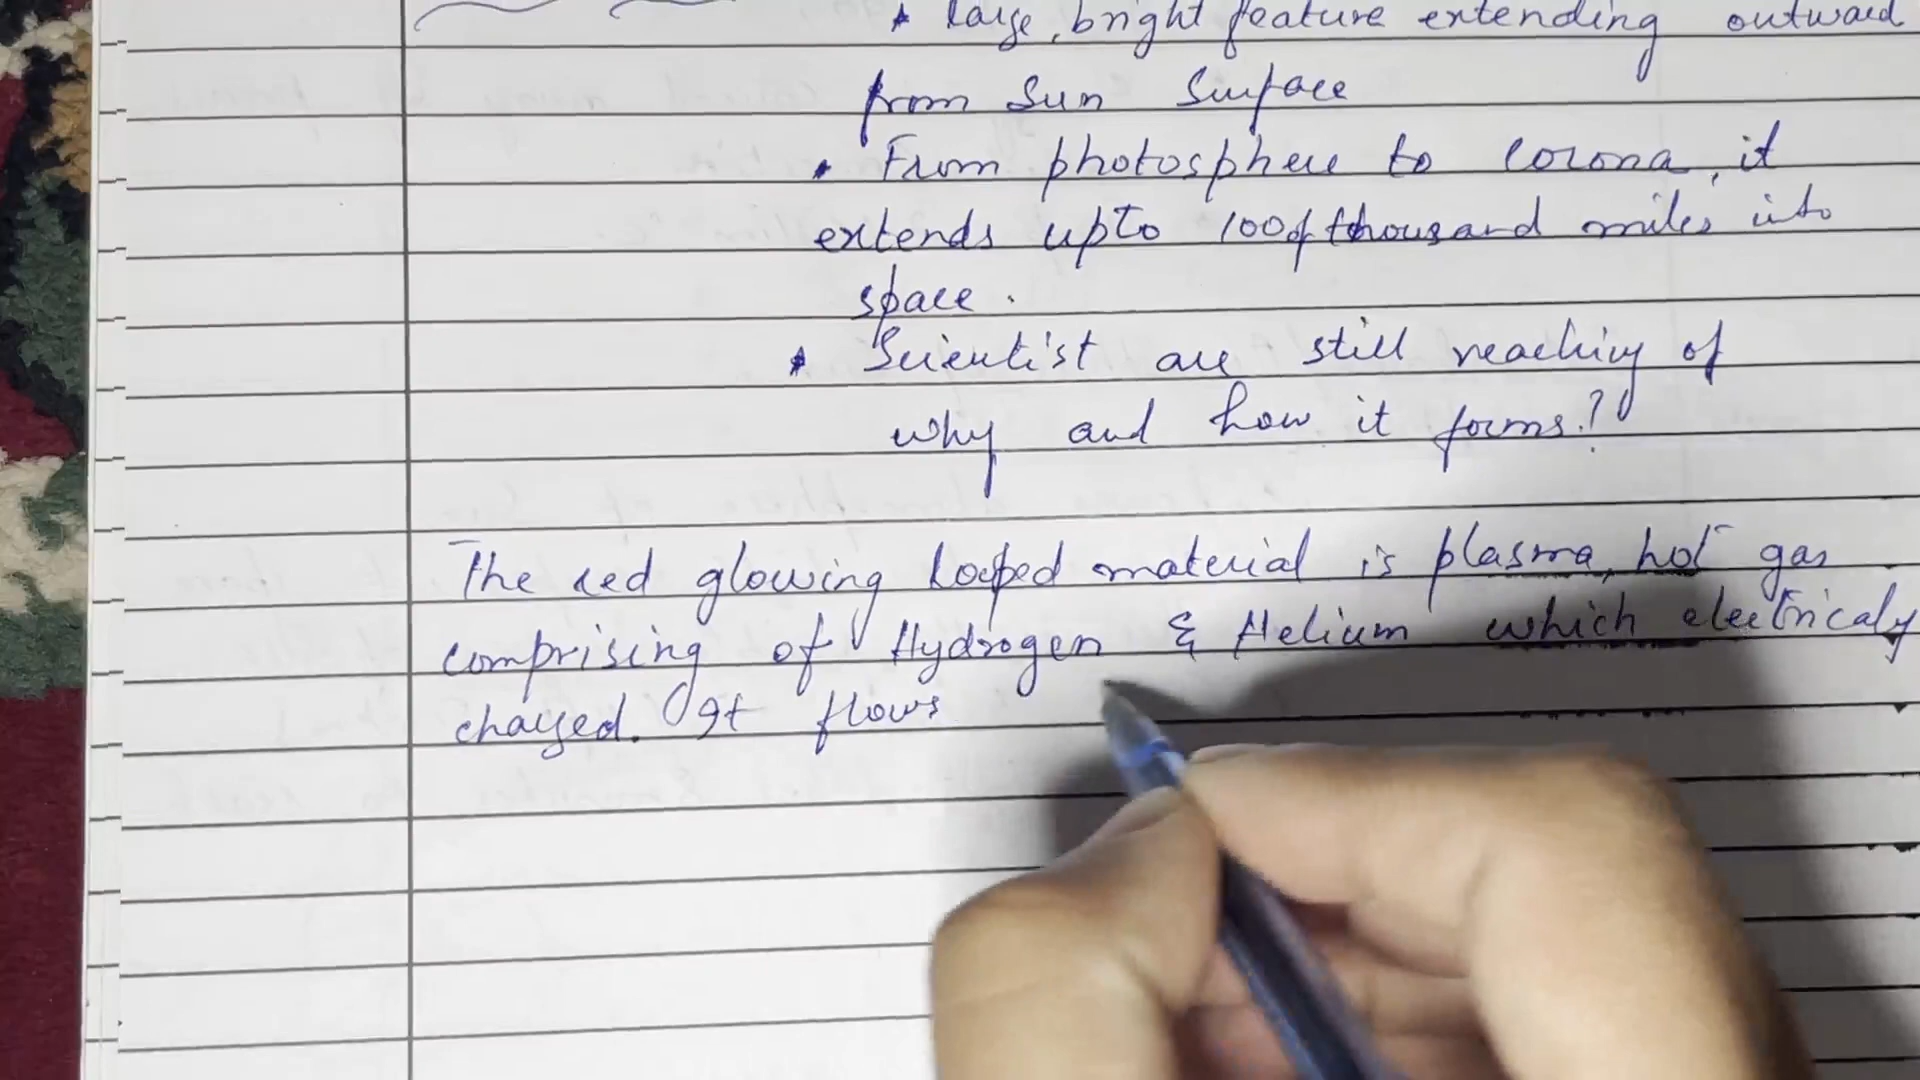 * Large, bright feature extending outward
from Sun Surface
• From photosphere to corona, it
extends upto 100 of thousand miles into
space.
* Scientist are still reaching of
why and how it forms?
The red glowing looped material is plasma, hot gas
comprising of Hydrogen & Helium which electricaly
charged. It flows